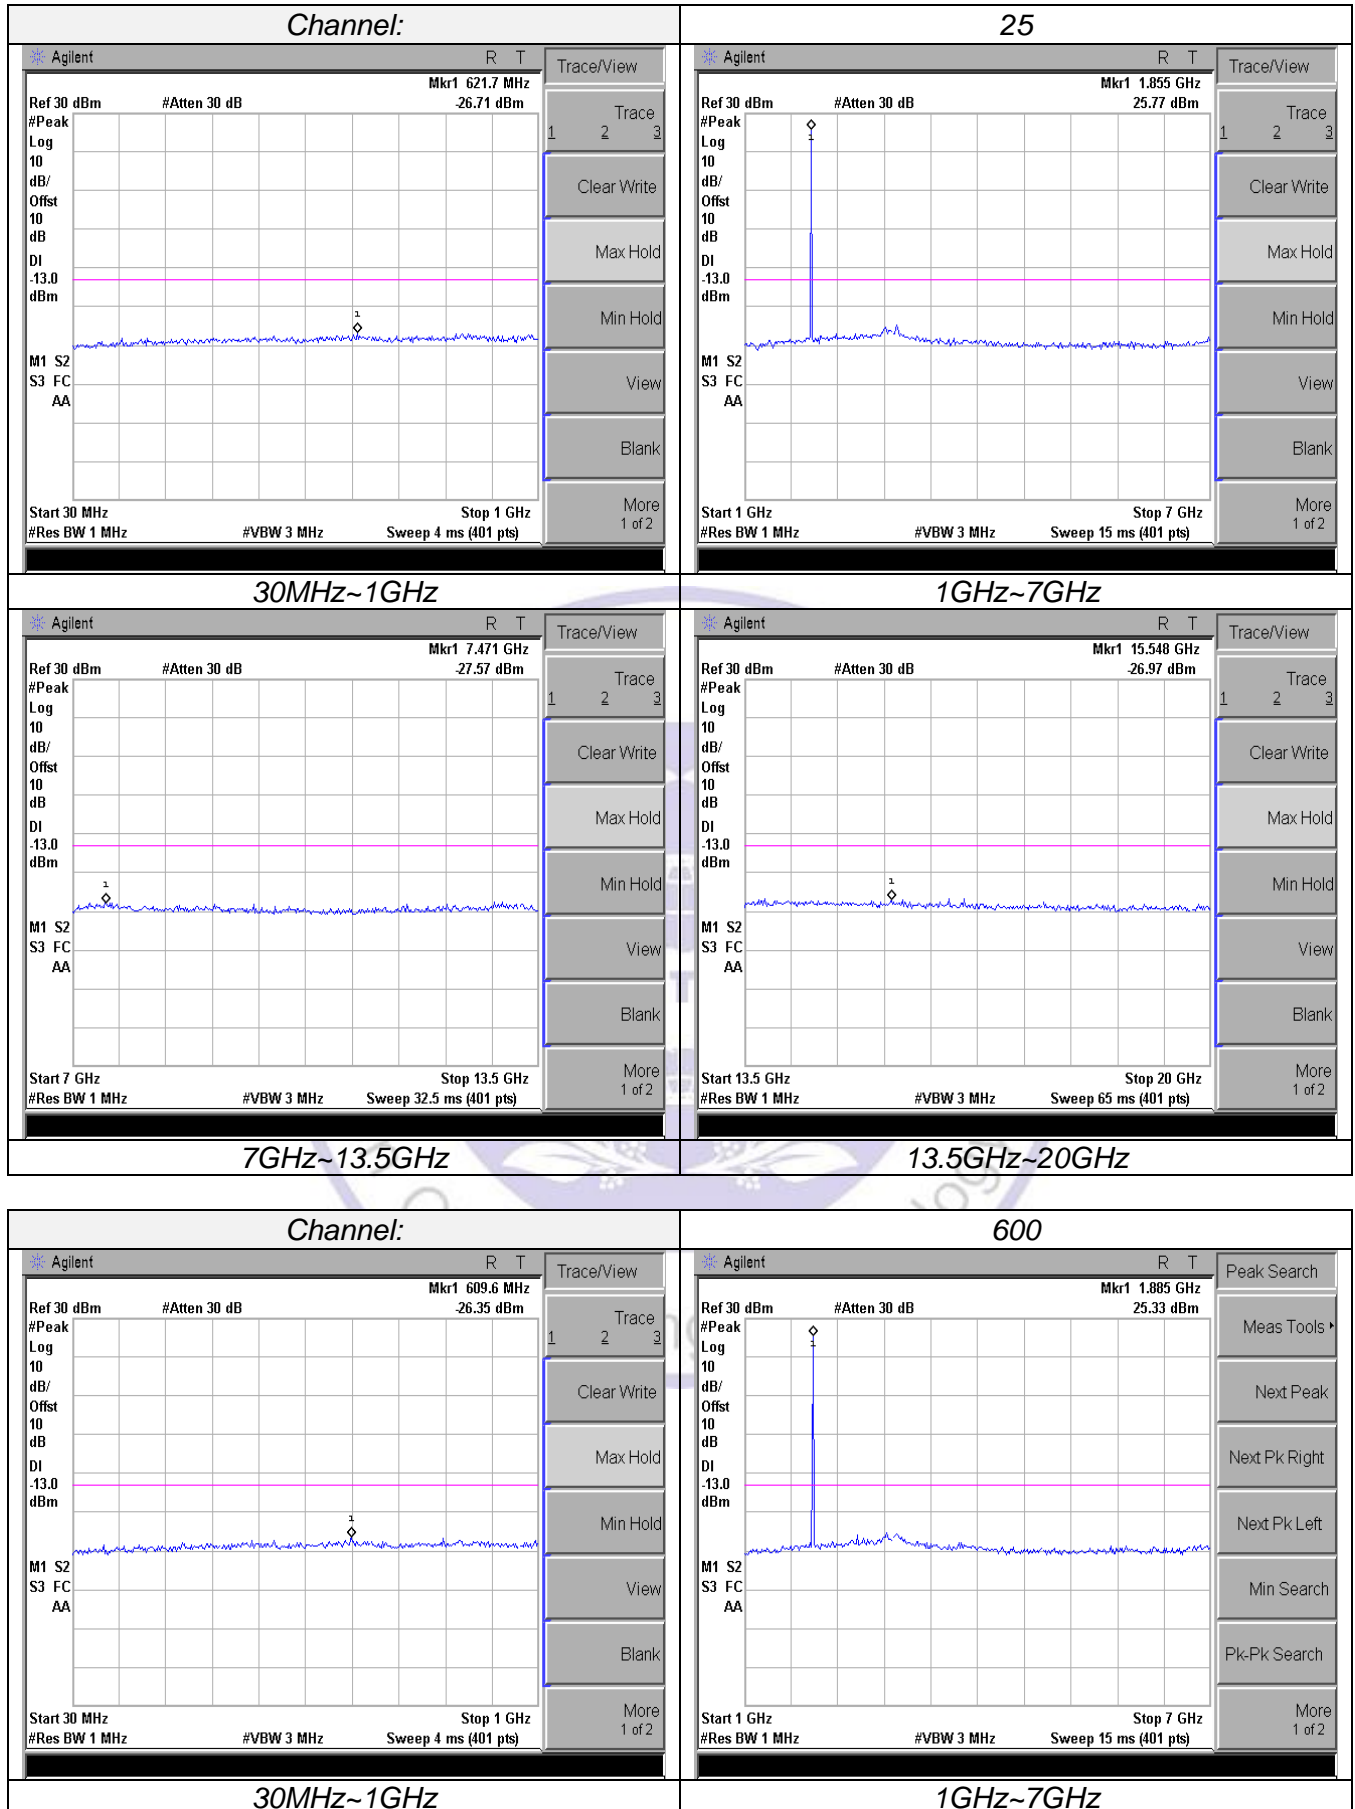 Channel:
25
Agilent R T
Trace/View
Mkr1 621.7 MHz
Ref 30 dBm #Atten 30 dB -26.71 dBm
#Peak
Log
10
dB/
Offst
10
dB
DI
-13.0
dBm
M1 S2
S3 FC
AA
1
Start 30 MHz Stop 1 GHz
#Res BW 1 MHz #VBW 3 MHz Sweep 4 ms (401 pts)
Trace
1 2 3
Clear Write
Max Hold
Min Hold
View
Blank
More
1 of 2
Agilent R T
Trace/View
Mkr1 1.855 GHz
Ref 30 dBm #Atten 30 dB 25.77 dBm
#Peak
Log
10
dB/
Offst
10
dB
DI
-13.0
dBm
M1 S2
S3 FC
AA
1
Start 1 GHz Stop 7 GHz
#Res BW 1 MHz #VBW 3 MHz Sweep 15 ms (401 pts)
Trace
1 2 3
Clear Write
Max Hold
Min Hold
View
Blank
More
1 of 2
30MHz~1GHz
1GHz~7GHz
Agilent R T
Trace/View
Mkr1 7.471 GHz
Ref 30 dBm #Atten 30 dB -27.57 dBm
#Peak
Log
10
dB/
Offst
10
dB
DI
-13.0
dBm
M1 S2
S3 FC
AA
1
Start 7 GHz Stop 13.5 GHz
#Res BW 1 MHz #VBW 3 MHz Sweep 32.5 ms (401 pts)
Trace
1 2 3
Clear Write
Max Hold
Min Hold
View
Blank
More
1 of 2
Agilent R T
Trace/View
Mkr1 15.548 GHz
Ref 30 dBm #Atten 30 dB -26.97 dBm
#Peak
Log
10
dB/
Offst
10
dB
DI
-13.0
dBm
M1 S2
S3 FC
AA
1
Start 13.5 GHz Stop 20 GHz
#Res BW 1 MHz #VBW 3 MHz Sweep 65 ms (401 pts)
Trace
1 2 3
Clear Write
Max Hold
Min Hold
View
Blank
More
1 of 2
7GHz~13.5GHz
13.5GHz~20GHz
Channel:
600
Agilent R T
Trace/View
Mkr1 609.6 MHz
Ref 30 dBm #Atten 30 dB -26.35 dBm
#Peak
Log
10
dB/
Offst
10
dB
DI
-13.0
dBm
M1 S2
S3 FC
AA
1
Start 30 MHz Stop 1 GHz
#Res BW 1 MHz #VBW 3 MHz Sweep 4 ms (401 pts)
Trace
1 2 3
Clear Write
Max Hold
Min Hold
View
Blank
More
1 of 2
Agilent R T
Peak Search
Mkr1 1.885 GHz
Ref 30 dBm #Atten 30 dB 25.33 dBm
#Peak
Log
10
dB/
Offst
10
dB
DI
-13.0
dBm
M1 S2
S3 FC
AA
1
Start 1 GHz Stop 7 GHz
#Res BW 1 MHz #VBW 3 MHz Sweep 15 ms (401 pts)
Meas Tools
Next Peak
Next Pk Right
Next Pk Left
Min Search
Pk-Pk Search
More
1 of 2
30MHz~1GHz
1GHz~7GHz